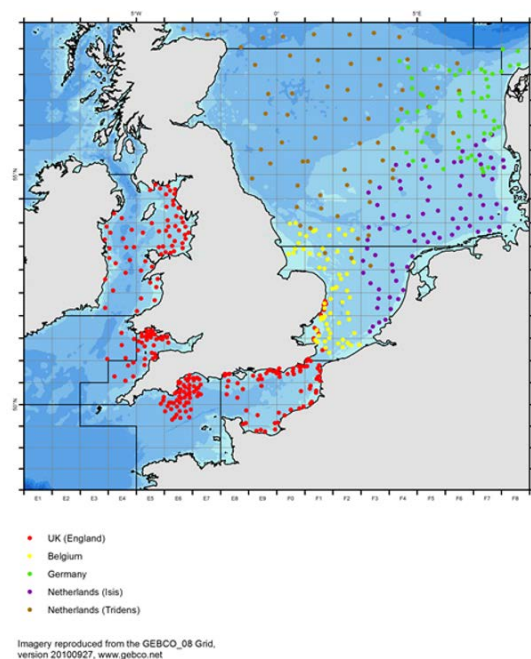 5°W 0° 5°E
55°N
50°N
E1 E2 E3 E4 E5 E6 E7 E8 E9 F0 F1 F2 F3 F4 F5 F6 F7 F8
UK (England)
Belgium
Germany
Netherlands (Isis)
Netherlands (Tridens)
Imagery reproduced from the GEBCO_08 Grid,
version 20100927, www.gebco.net